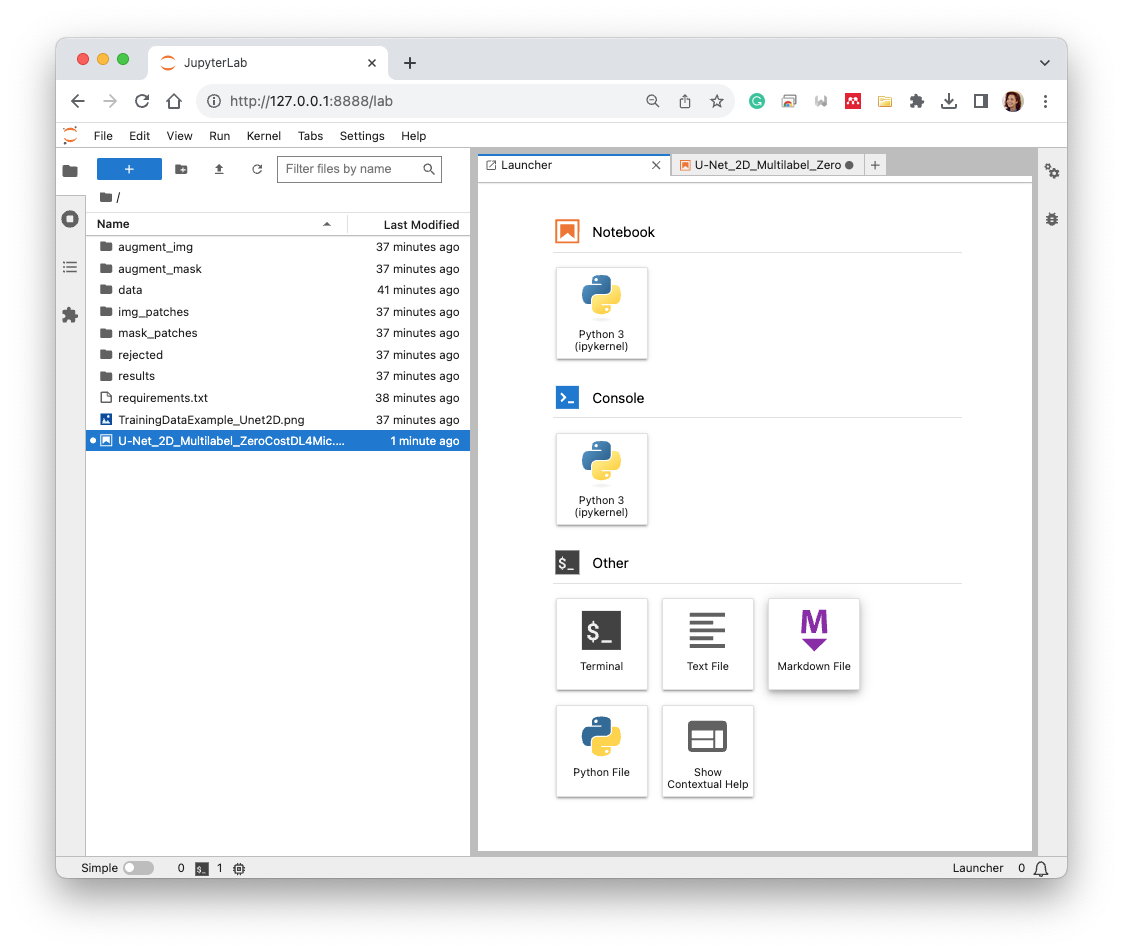 JupyterLab
http://127.0.0.1:8888/lab
File Edit View Run Kernel Tabs Settings Help
+
Filter files by name
/
Name Last Modified
augment_img 37 minutes ago
augment_mask 37 minutes ago
data 41 minutes ago
img_patches 37 minutes ago
mask_patches 37 minutes ago
rejected 37 minutes ago
results 37 minutes ago
requirements.txt 38 minutes ago
TrainingDataExample_Unet2D.png 37 minutes ago
U-Net_2D_Multilabel_ZeroCostDL4Mic.... 1 minute ago
Launcher
U-Net_2D_Multilabel_Zero
Notebook
Python 3
(ipykernel)
Console
Python 3
(ipykernel)
$_ Other
$_
Terminal
Text File
M
Markdown File
Python File
Show
Contextual Help
Simple 0 $_ 1
Launcher 0